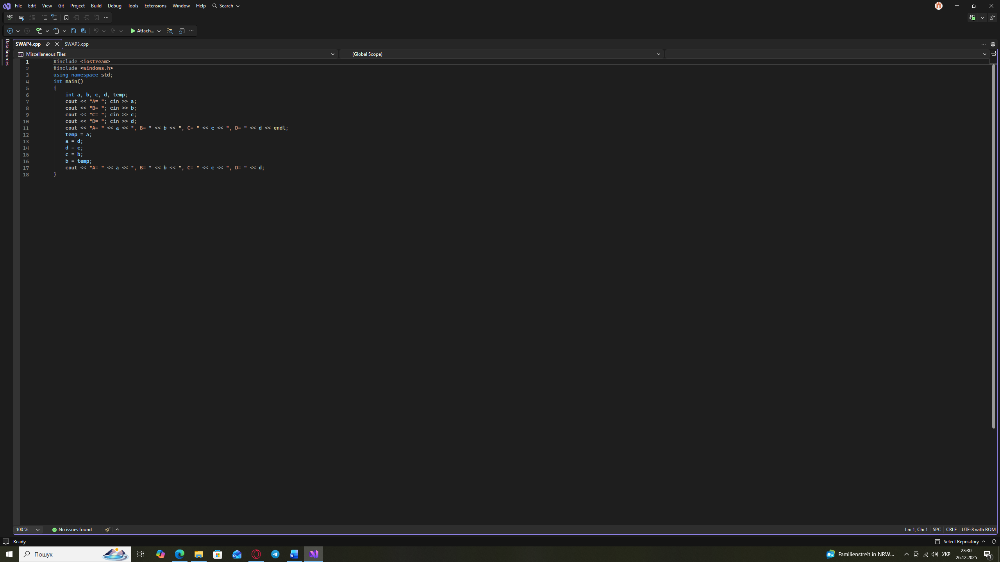 File Edit View Git Project Build Debug Tools Extensions Window Help Search
ABC
Attach...
Data Sources
SWAP4.cpp SWAP3.cpp
Miscellaneous Files (Global Scope)
1 #include <iostream>
2 #include <windows.h>
3 using namespace std;
4 int main()
5 {
6 int a, b, c, d, temp;
7 cout << "A= "; cin >> a;
8 cout << "B= "; cin >> b;
9 cout << "C= "; cin >> c;
10 cout << "D= "; cin >> d;
11 cout << "A= " << a << ", B= " << b << ", C= " << c << ", D= " << d << endl;
12 temp = a;
13 a = d;
14 d = c;
15 c = b;
16 b = temp;
17 cout << "A= " << a << ", B= " << b << ", C= " << c << ", D= " << d;
18 }
100 % No issues found Ln: 1, Ch: 1 SPC CRLF UTF-8 with BOM
Ready Select Repository
Пошук Familienstreit in NRW... УКР 23:30
26.12.2025 1